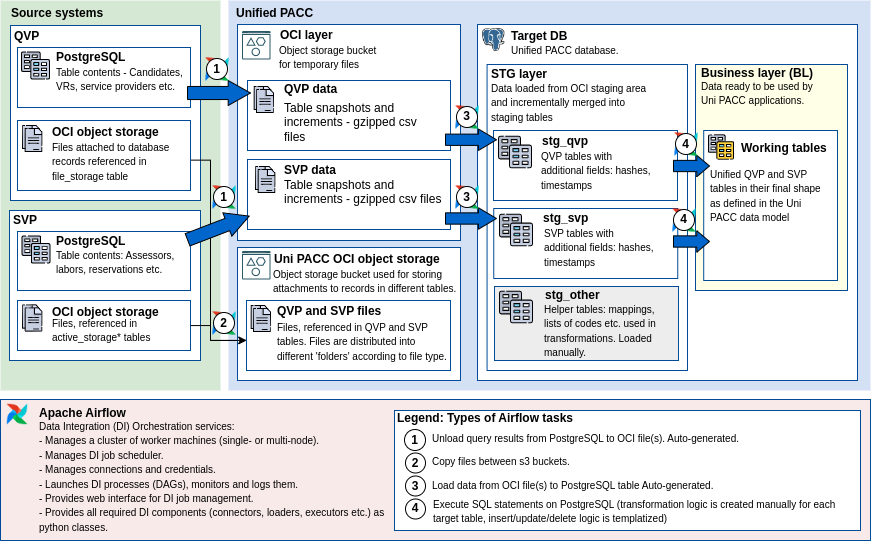 Source systems
QVP
PostgreSQL
Table contents - Candidates,
VRs, service providers etc.
OCI object storage
Files attached to database
records referenced in
file_storage table
SVP
PostgreSQL
Table contents: Assessors,
labors, reservations etc.
OCI object storage
Files, referenced in
active_storage* tables
1
1
2
Unified PACC
OCI layer
Object storage bucket
for temporary files
QVP data
Table snapshots and
increments - gzipped csv
files
SVP data
Table snapshots and
increments - gzipped csv files
Uni PACC OCI object storage
Object storage bucket used for storing
attachments to records in different tables.
QVP and SVP files
Files, referenced in QVP and SVP
tables. Files are distributed into
different 'folders' according to file type.
3
3
Target DB
Unified PACC database.
STG layer
Data loaded from OCI staging area
and incrementally merged into
staging tables
stg_qvp
QVP tables with
additional fields: hashes,
timestamps
stg_svp
SVP tables with
additional fields: hashes,
timestamps
stg_other
Helper tables: mappings,
lists of codes etc. used in
transformations. Loaded
manually.
4
4
Business layer (BL)
Data ready to be used by
Uni PACC applications.
Working tables
Unified QVP and SVP
tables in their final shape
as defined in the Uni
PACC data model
Apache Airflow
Data Integration (DI) Orchestration services:
- Manages a cluster of worker machines (single- or multi-node).
- Manages DI job scheduler.
- Manages connections and credentials.
- Launches DI processes (DAGs), monitors and logs them.
- Provides web interface for DI job management.
- Provides all required DI components (connectors, loaders, executors etc.) as
python classes.
Legend: Types of Airflow tasks
1 Unload query results from PostgreSQL to OCI file(s). Auto-generated.
2 Copy files between s3 buckets.
3 Load data from OCI file(s) to PostgreSQL table Auto-generated.
4 Execute SQL statements on PostgreSQL (transformation logic is created manually for each
target table, insert/update/delete logic is templatized)